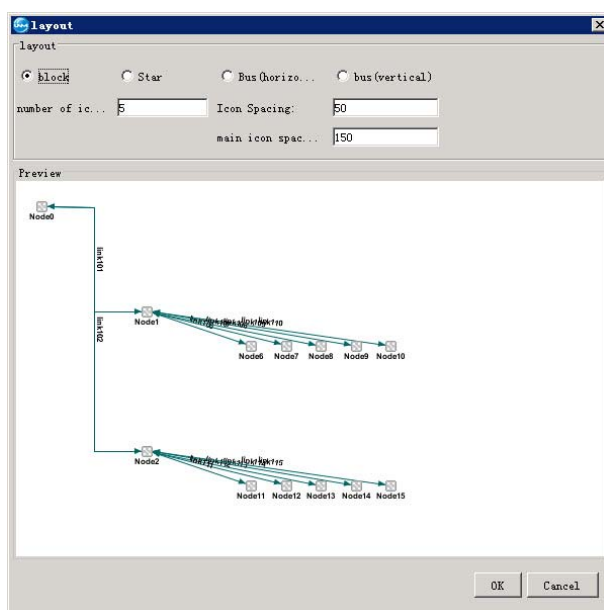 layout
layout
block
Star
Bus(horizo...
bus(vertical)
number of ic...
5
Icon Spacing:
50
main icon spac...
150
Preview
Node0
link101
link102
Node1
Node6
Node7
Node8
Node9
Node10
Node2
Node11
Node12
Node13
Node14
Node15
OK
Cancel